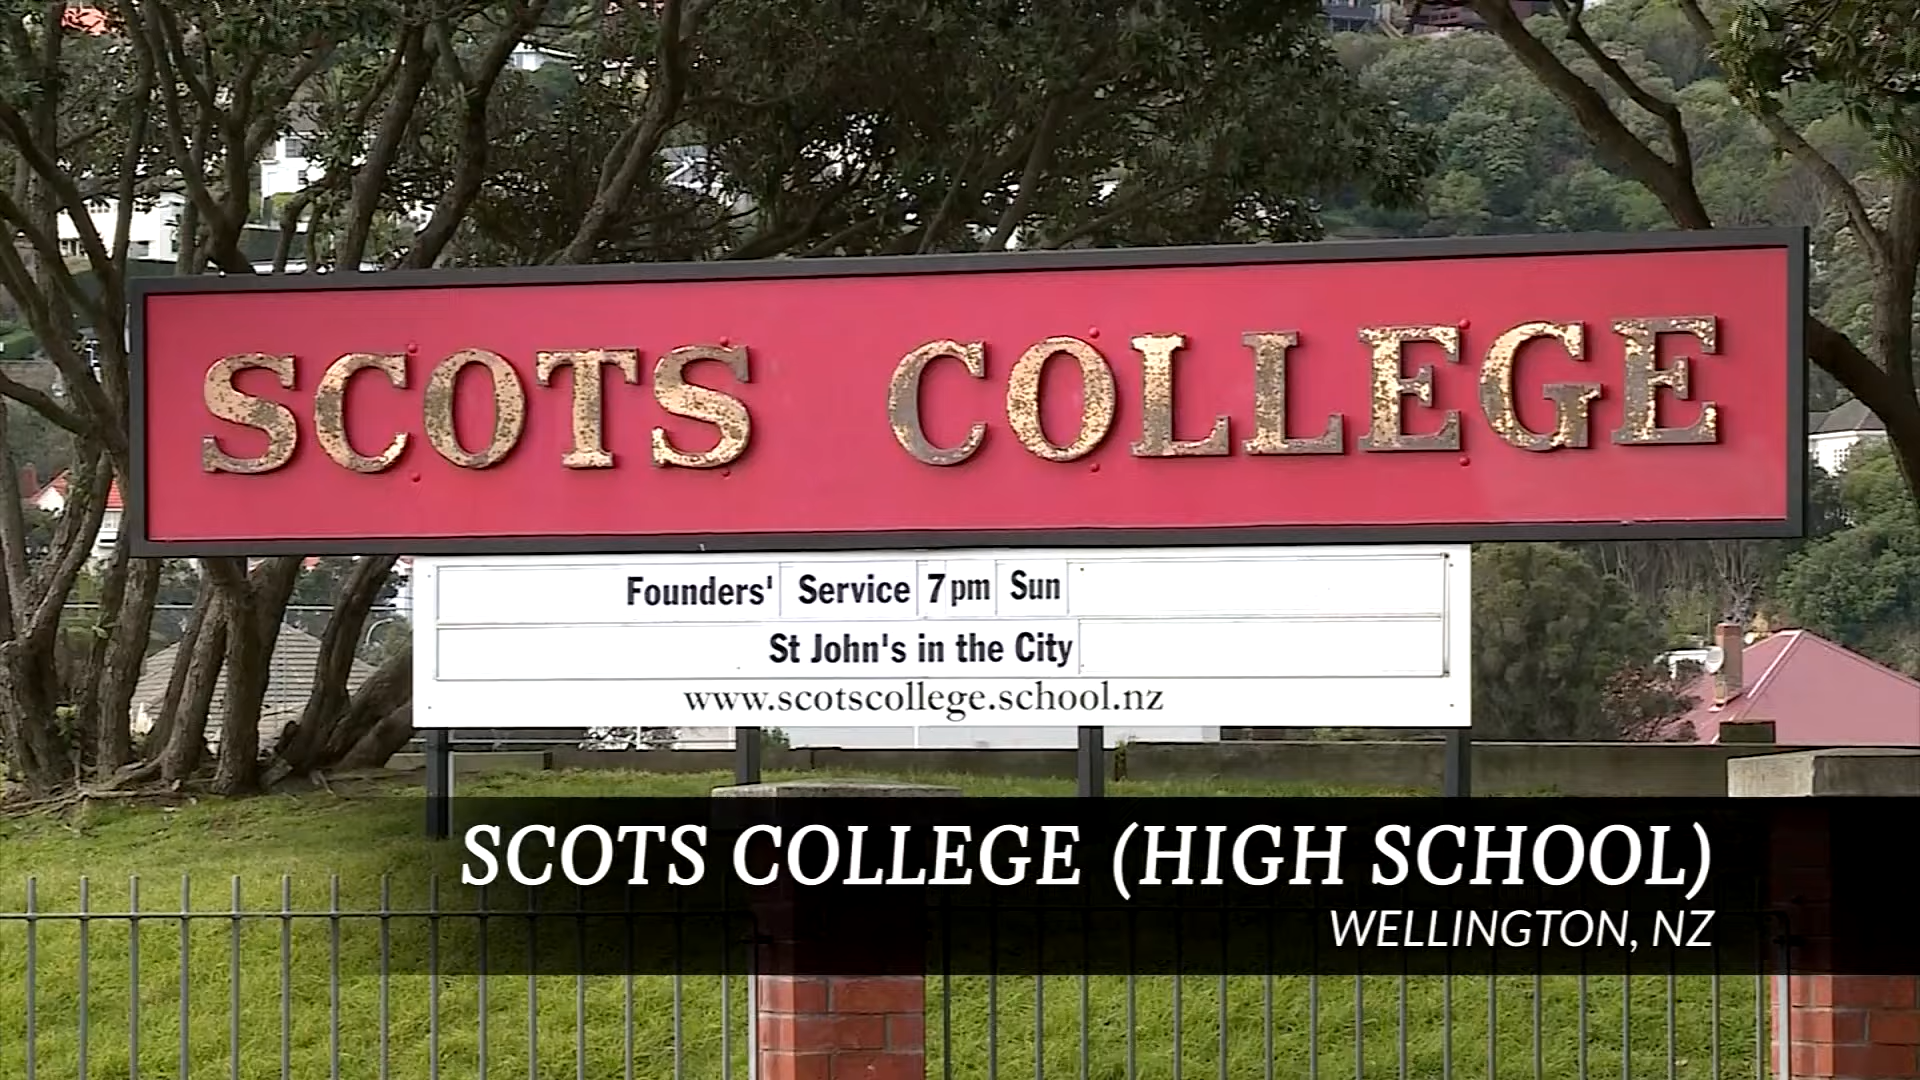 SCOTS COLLEGE
Founders' Service 7pm Sun
St John's in the City
www.scotscollege.school.nz
SCOTS COLLEGE (HIGH SCHOOL)
WELLINGTON, NZ